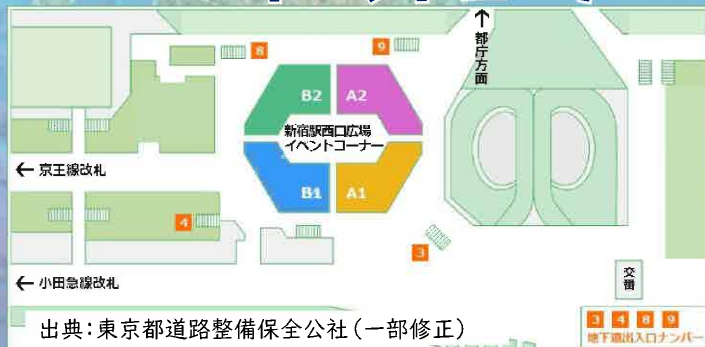 ↑
都庁方面
8
9
B2 A2
新宿駅西口広場
イベントコーナー
B1 A1
← 京王線改札
4
3
← 小田急線改札
交番
3 4 8 9
地下道出入口ナンバー
出典:東京都道路整備保全公社(一部修正)